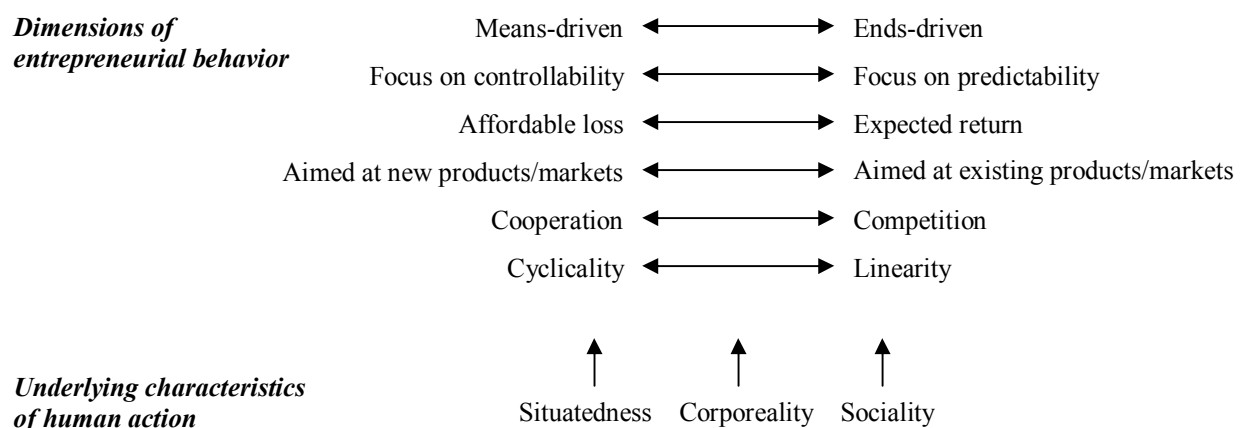 Dimensions of
entrepreneurial behavior
Means-driven Ends-driven
Focus on controllability Focus on predictability
Affordable loss Expected return
Aimed at new products/markets Aimed at existing products/markets
Cooperation Competition
Cyclicality Linearity
Underlying characteristics
of human action
Situatedness Corporeality Sociality